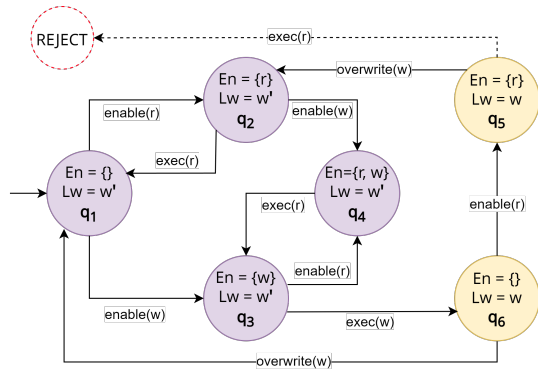 REJECT
exec(r)
overwrite(w)
En = {r}
Lw = w'
q2
En = {r}
Lw = w
q5
enable(r)
enable(w)
exec(r)
En = {}
Lw = w'
q1
En={r, w}
Lw = w'
q4
exec(r)
enable(r)
En = {w}
Lw = w'
q3
enable(r)
En = {}
Lw = w
q6
enable(w)
exec(w)
overwrite(w)